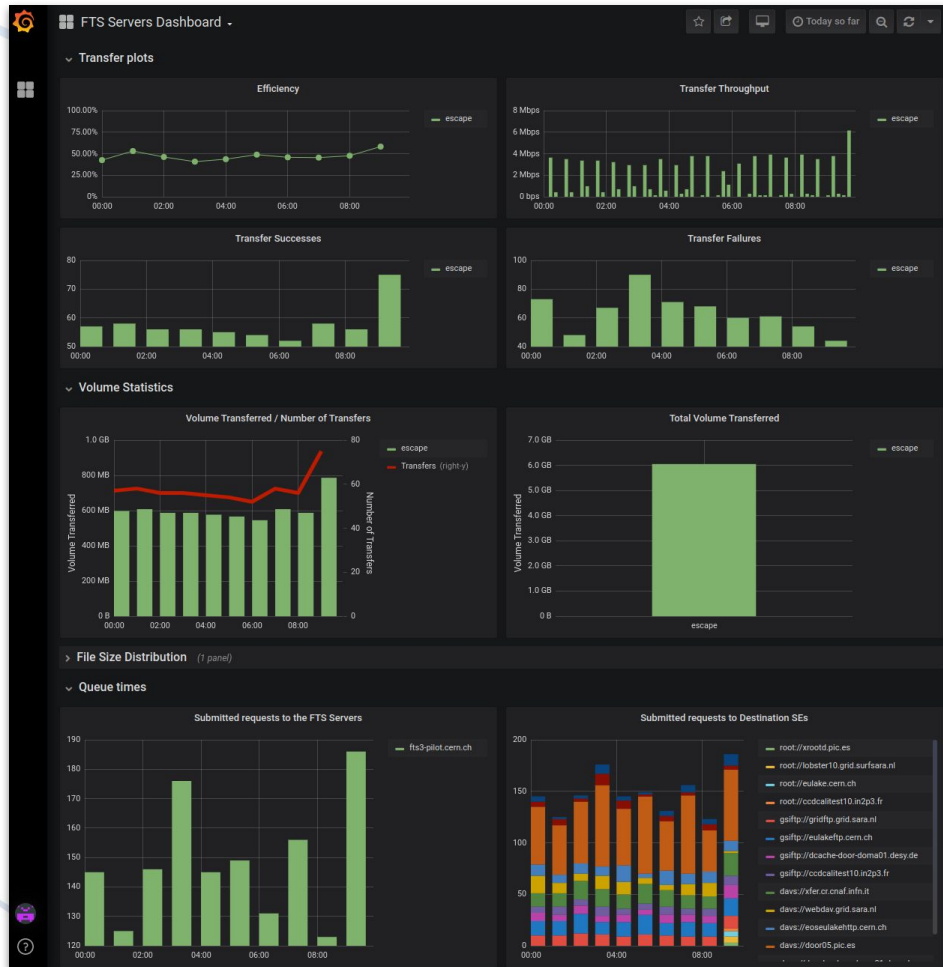 FTS Servers Dashboard
Today so far
Transfer plots
Efficiency
100.00%
75.00%
50.00%
25.00%
0%
00:00 02:00 04:00 06:00 08:00
escape
Transfer Throughput
8 Mbps
6 Mbps
4 Mbps
2 Mbps
0 bps
00:00 02:00 04:00 06:00 08:00
escape
Transfer Successes
80
70
60
50
00:00 02:00 04:00 06:00 08:00
escape
Transfer Failures
100
80
60
40
00:00 02:00 04:00 06:00 08:00
escape
Volume Statistics
Volume Transferred / Number of Transfers
Volume Transferred
1.0 GB
800 MB
600 MB
400 MB
200 MB
0 B
00:00 02:00 04:00 06:00 08:00
80
60
40
20
0
Number of Transfers
escape
Transfers (right-y)
Total Volume Transferred
Volume Transferred
7.0 GB
6.0 GB
5.0 GB
4.0 GB
3.0 GB
2.0 GB
1.0 GB
0 B
escape
escape
File Size Distribution (1 panel)
Queue times
Submitted requests to the FTS Servers
190
180
170
160
150
140
130
120
00:00 02:00 04:00 06:00 08:00
fts3-pilot.cern.ch
Submitted requests to Destination SEs
200
150
100
50
0
00:00 02:00 04:00 06:00 08:00
root://xrootd.pic.es
root://lobster10.grid.surfsara.nl
root://eulake.cern.ch
root://ccdcalitest10.in2p3.fr
gsiftp://gridftp.grid.sara.nl
gsiftp://eulakeftp.cern.ch
gsiftp://dcache-door-doma01.desy.de
gsiftp://ccdcalitest10.in2p3.fr
davs://xfer.cr.cnaf.infn.it
davs://webdav.grid.sara.nl
davs://eoseulakehttp.cern.ch
davs://door05.pic.es